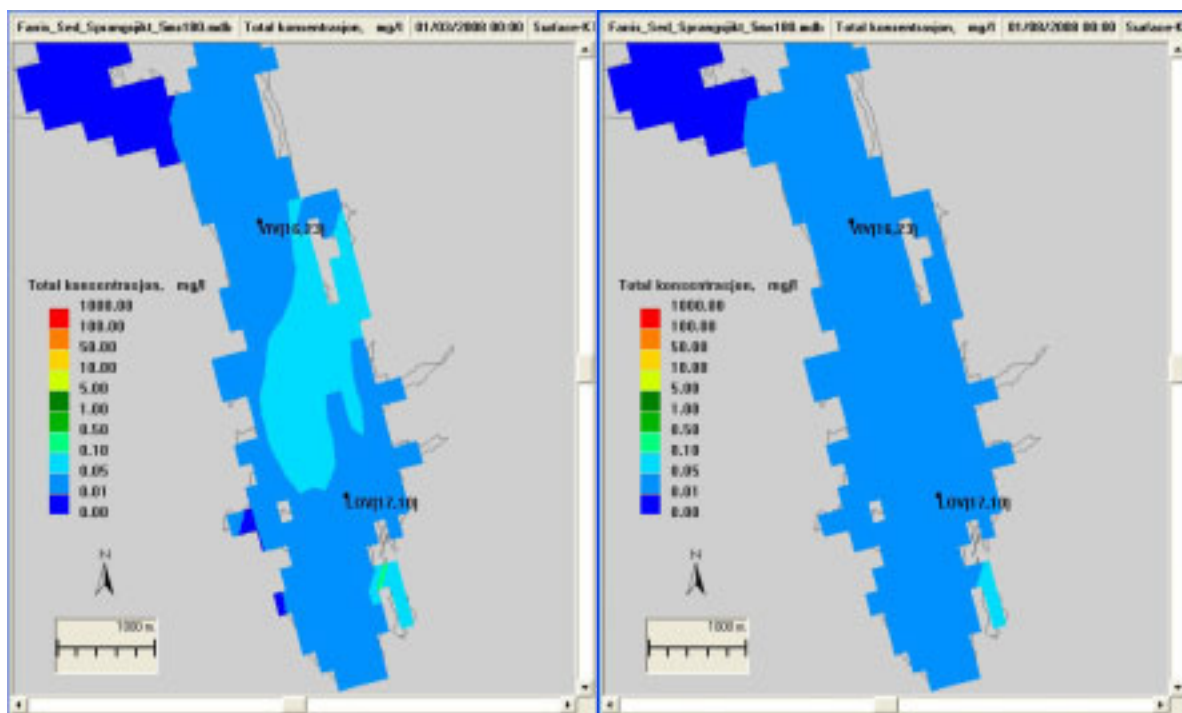 Total konsentrasjon, mg/l 01/03/2008 00:00
VIV[16,23]
Total konsentrasjon, mg/l
1000.00
100.00
50.00
10.00
5.00
1.00
0.50
0.10
0.05
0.01
0.00
LOV[17,10]
N
1000 m.
Total konsentrasjon, mg/l 00:00
VIV[16,23]
Total konsentrasjon, mg/l
1000.00
100.00
50.00
10.00
5.00
1.00
0.50
0.10
0.05
0.01
0.00
LOV[17,10]
N
1000 m.